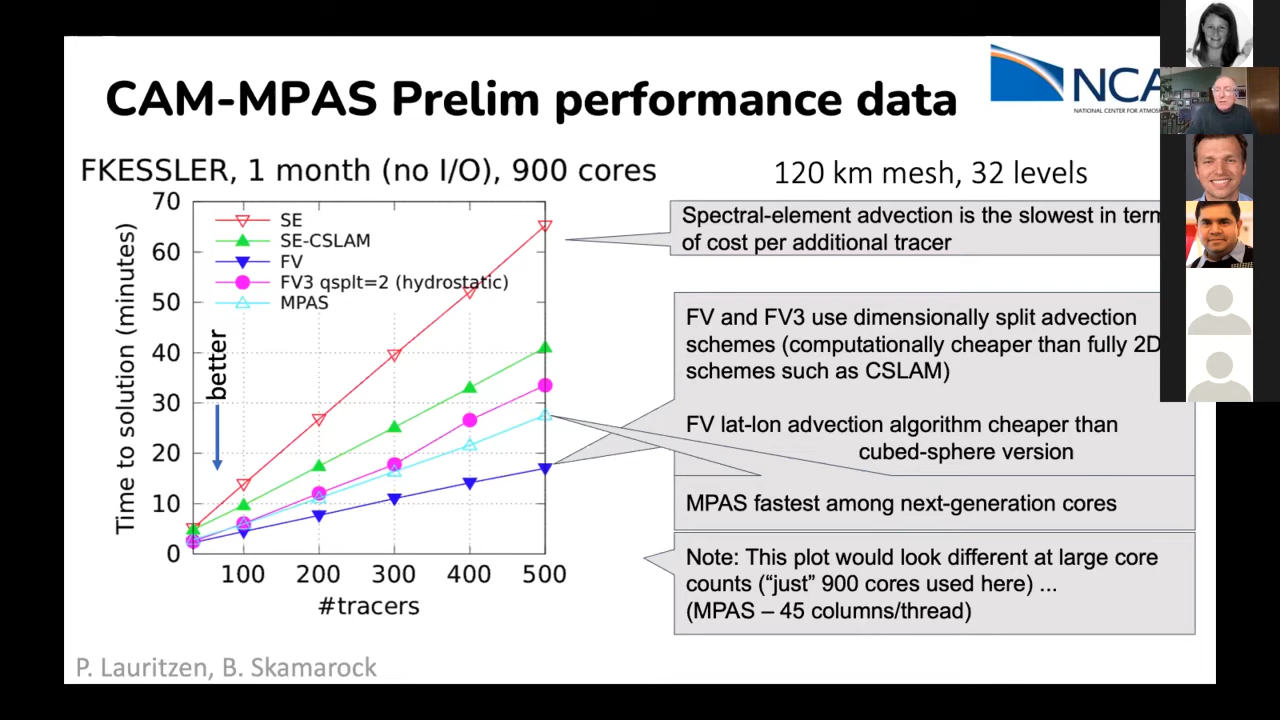 CAM-MPAS Prelim performance data
NCA
NATIONAL CENTER FOR ATMOS
FKESSLER, 1 month (no I/O), 900 cores
120 km mesh, 32 levels
Time to solution (minutes)
70
60
50
40
30
20
10
0
SE
SE-CSLAM
FV
FV3 qsplt=2 (hydrostatic)
MPAS
better
100 200 300 400 500
#tracers
Spectral-element advection is the slowest in term
of cost per additional tracer
FV and FV3 use dimensionally split advection
schemes (computationally cheaper than fully 2D
schemes such as CSLAM)
FV lat-lon advection algorithm cheaper than
cubed-sphere version
MPAS fastest among next-generation cores
Note: This plot would look different at large core
counts (“just” 900 cores used here) ...
(MPAS – 45 columns/thread)
P. Lauritzen, B. Skamarock